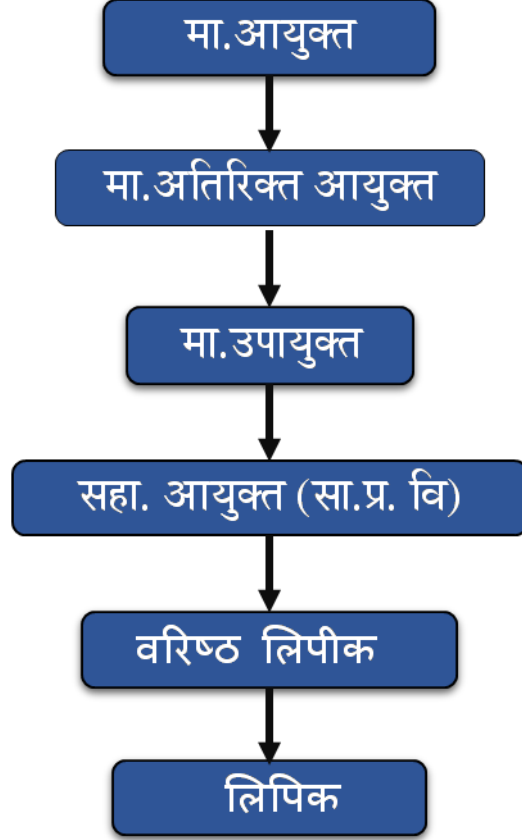 मा.आयुक्त
मा.अतिरिक्त आयुक्त
मा.उपायुक्त
सहा. आयुक्त (सा.प्र. वि)
वरिष्ठ लिपीक
लिपिक